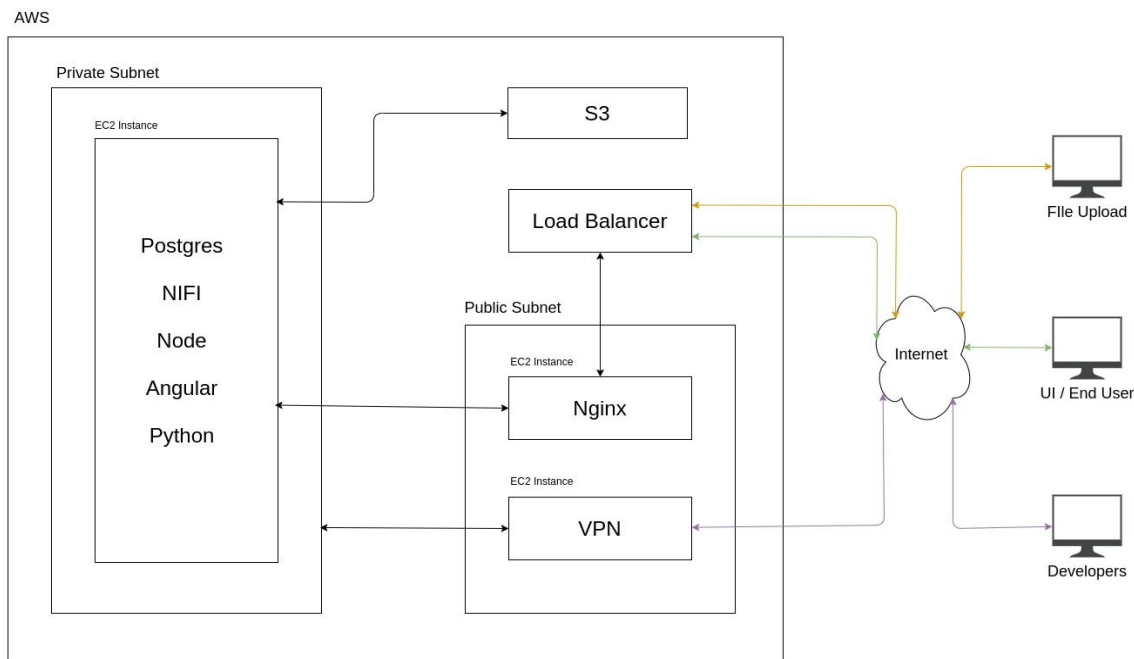 AWS
Private Subnet
EC2 Instance
Postgres
NIFI
Node
Angular
Python
S3
Load Balancer
Public Subnet
EC2 Instance
Nginx
EC2 Instance
VPN
Internet
FIle Upload
UI / End User
Developers